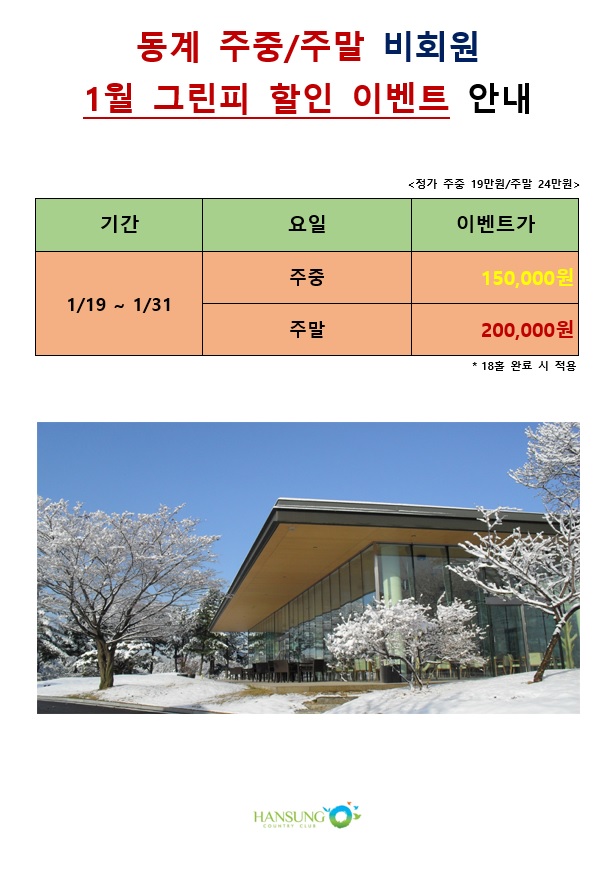 동계 주중/주말 비회원
1월 그린피 할인 이벤트 안내
<정가 주중 19만원/주말 24만원>
기간 요일 이벤트가
1/19 ~ 1/31
주중 150,000원
주말 200,000원
* 18홀 완료 시 적용
HANSUNG
COUNTRY CLUB